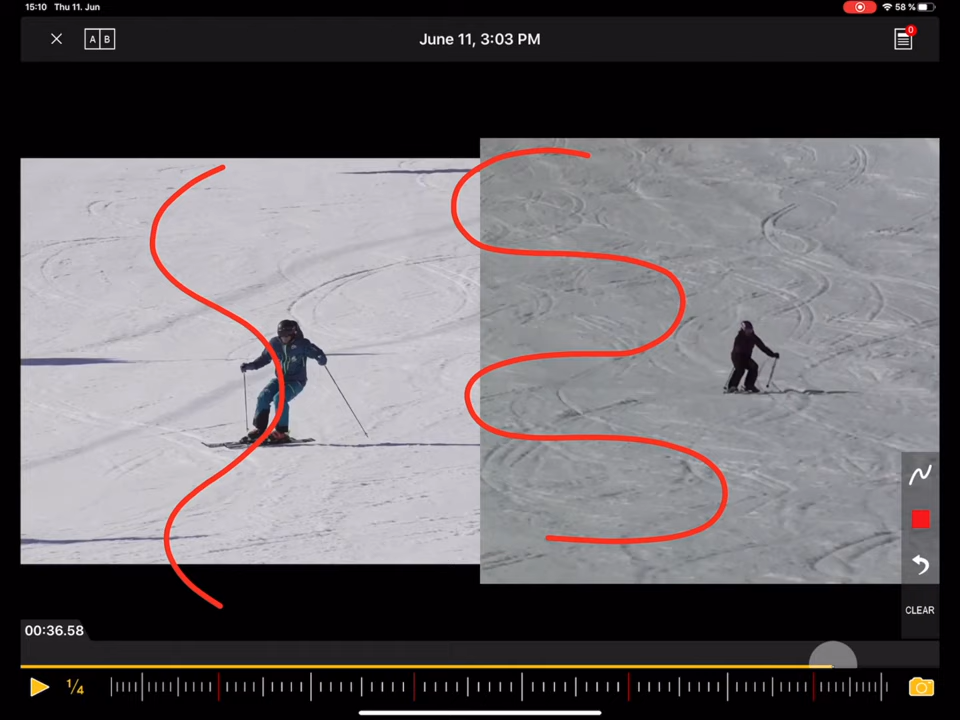 15:10 Thu 11. Jun
58 %
A B
June 11, 3:03 PM
0
CLEAR
00:36.58
1/4